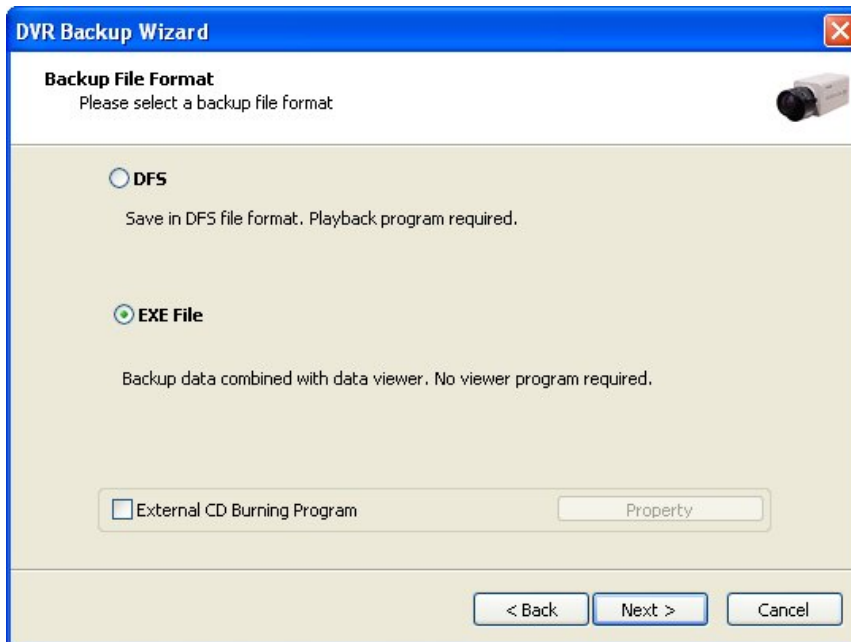 DVR Backup Wizard
Backup File Format
Please select a backup file format
DFS
Save in DFS file format. Playback program required.
EXE File
Backup data combined with data viewer. No viewer program required.
External CD Burning Program
Property
< Back
Next >
Cancel